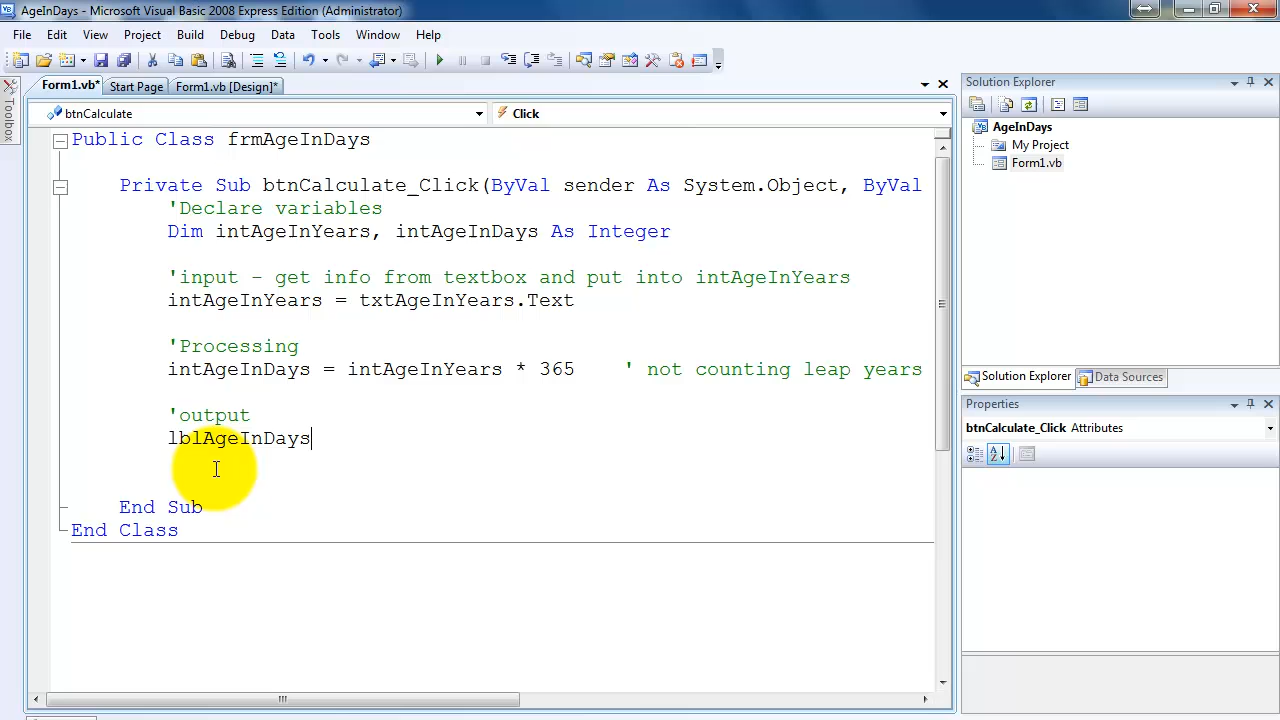 AgeInDays - Microsoft Visual Basic 2008 Express Edition (Administrator)
File Edit View Project Build Debug Data Tools Window Help
Form1.vb* Start Page Form1.vb [Design]*
Toolbox
btnCalculate Click
Public Class frmAgeInDays
Private Sub btnCalculate_Click(ByVal sender As System.Object, ByVal
'Declare variables
Dim intAgeInYears, intAgeInDays As Integer
'input - get info from textbox and put into intAgeInYears
intAgeInYears = txtAgeInYears.Text
'Processing
intAgeInDays = intAgeInYears * 365 ' not counting leap years
'output
lblAgeInDays
End Sub
End Class
Solution Explorer
AgeInDays
My Project
Form1.vb
Solution Explorer Data Sources
Properties
btnCalculate_Click Attributes